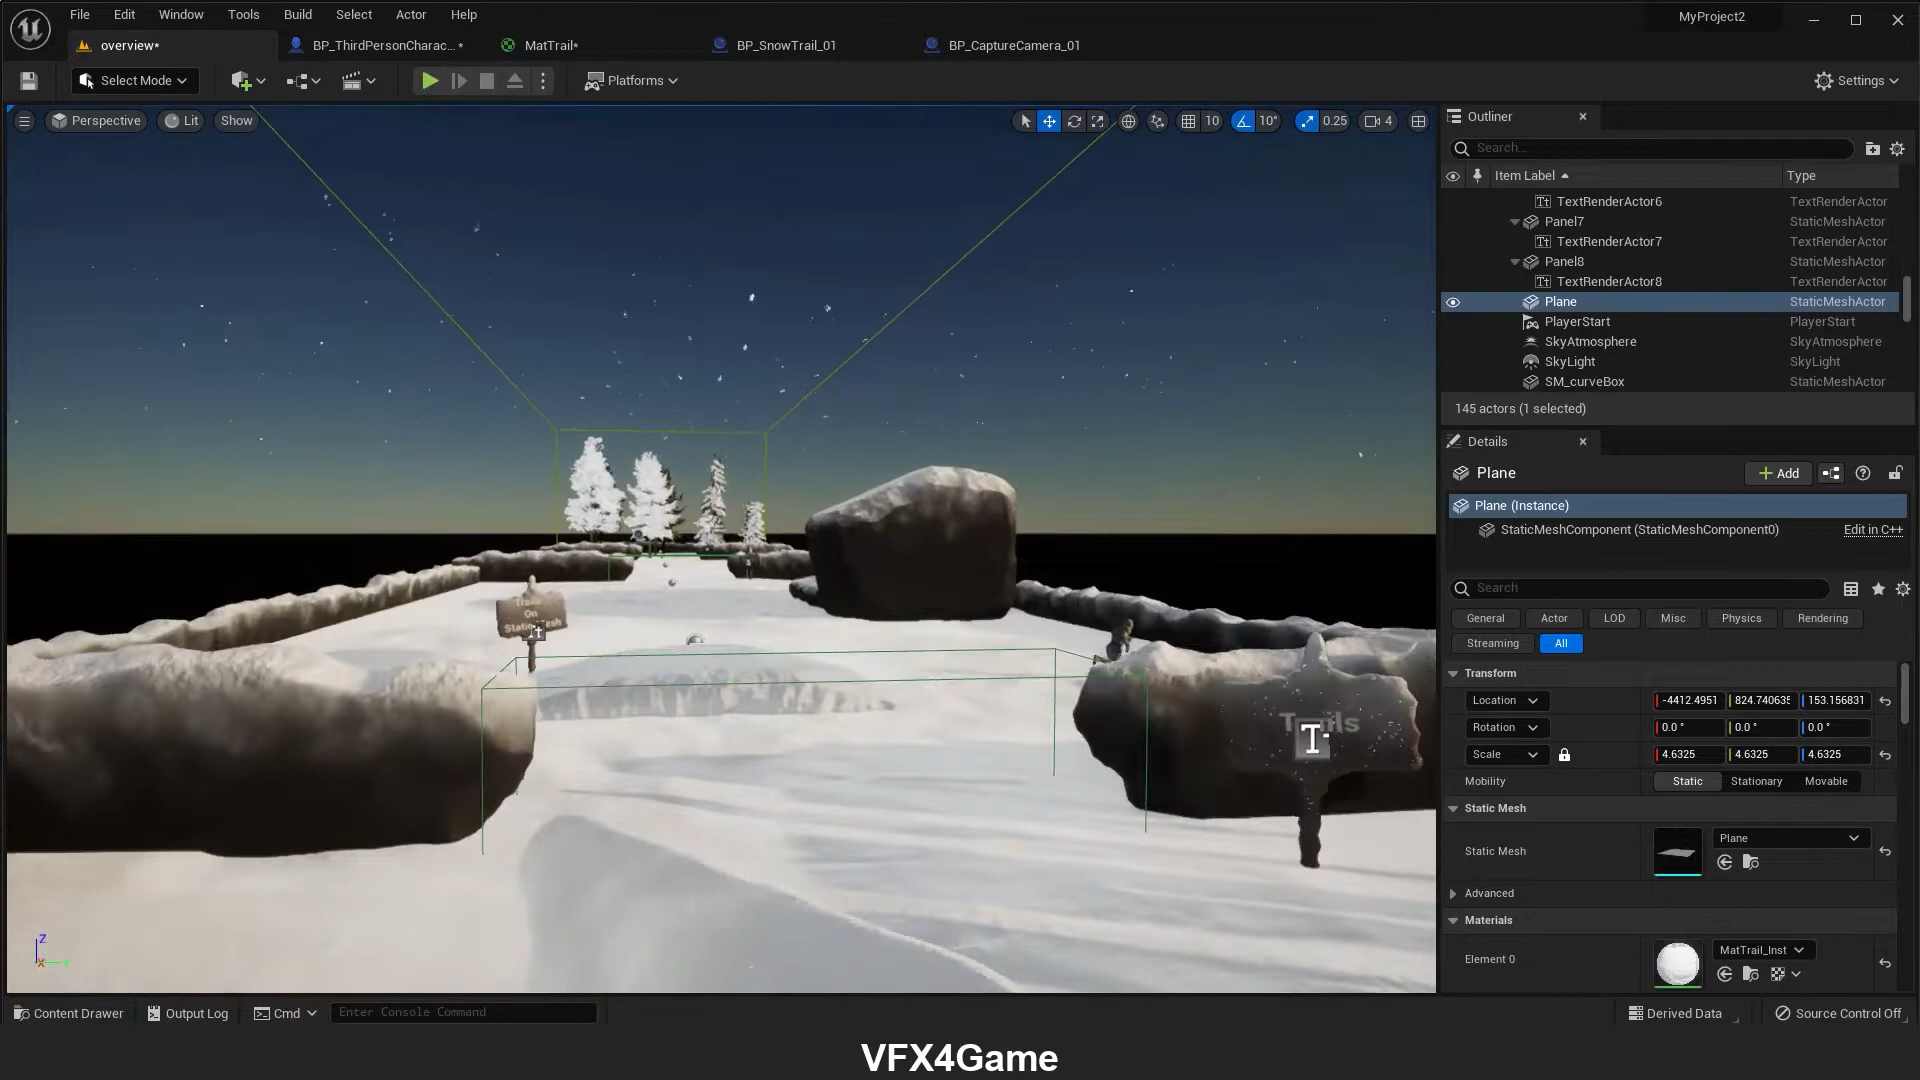 File Edit Window Tools Build Select Actor Help MyProject2
overview* BP_ThirdPersonCharac...* MatTrail* BP_SnowTrail_01 BP_CaptureCamera_01
Select Mode Platforms Settings
Perspective Lit Show 10 10° 0.25 4
Outliner
Search...
Item Label Type
TextRenderActor6 TextRenderActor
Panel7 StaticMeshActor
TextRenderActor7 TextRenderActor
Panel8 StaticMeshActor
TextRenderActor8 TextRenderActor
Plane StaticMeshActor
PlayerStart PlayerStart
SkyAtmosphere SkyAtmosphere
SkyLight SkyLight
SM_curveBox StaticMeshActor
145 actors (1 selected)
Details
Plane Add
Plane (Instance)
StaticMeshComponent (StaticMeshComponent0) Edit in C++
Search
General Actor LOD Misc Physics Rendering
Streaming All
Transform
Location -4412.4951 824.740635 153.156831
Rotation 0.0 ° 0.0 ° 0.0 °
Scale 4.6325 4.6325 4.6325
Mobility Static Stationary Movable
Static Mesh
Static Mesh Plane
Advanced
Materials
Element 0 MatTrail_Inst
Trails
On
Trails
Z
X
Content Drawer Output Log Cmd Enter Console Command Derived Data Source Control Off
VFX4Game